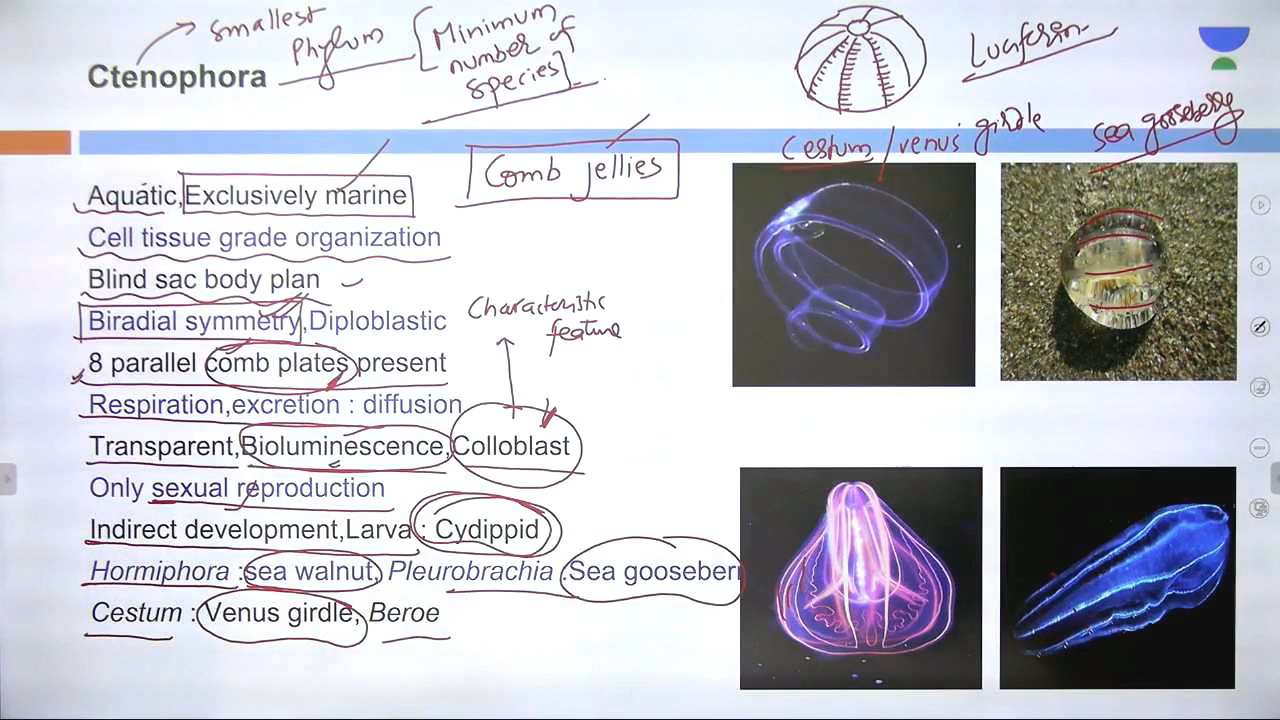 smallest
Phylum
[Minimum
number of
species]
Ctenophora
Luciferin
Cestum / venus girdle
sea gooseberry
Comb jellies
Aquatic,Exclusively marine
Cell tissue grade organization
Blind sac body plan
Biradial symmetry,Diploblastic
Characteristic
feature
8 parallel comb plates present
Respiration,excretion : diffusion
Transparent,Bioluminescence,Colloblast
Only sexual reproduction
Indirect development,Larva : Cydippid
Hormiphora :sea walnut, Pleurobrachia :Sea gooseberr
Cestum : Venus girdle, Beroe